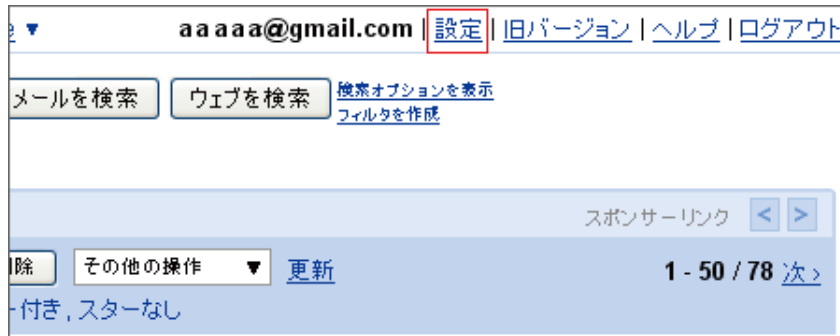 ▼ aaaaa@gmail.com | 設定 | 旧バージョン | ヘルプ | ログアウト
メールを検索 ウェブを検索 検索オプションを表示
フィルタを作成
スポンサーリンク < >
除 その他の操作 ▼ 更新 1 - 50 / 78 次 ›
付き , スターなし